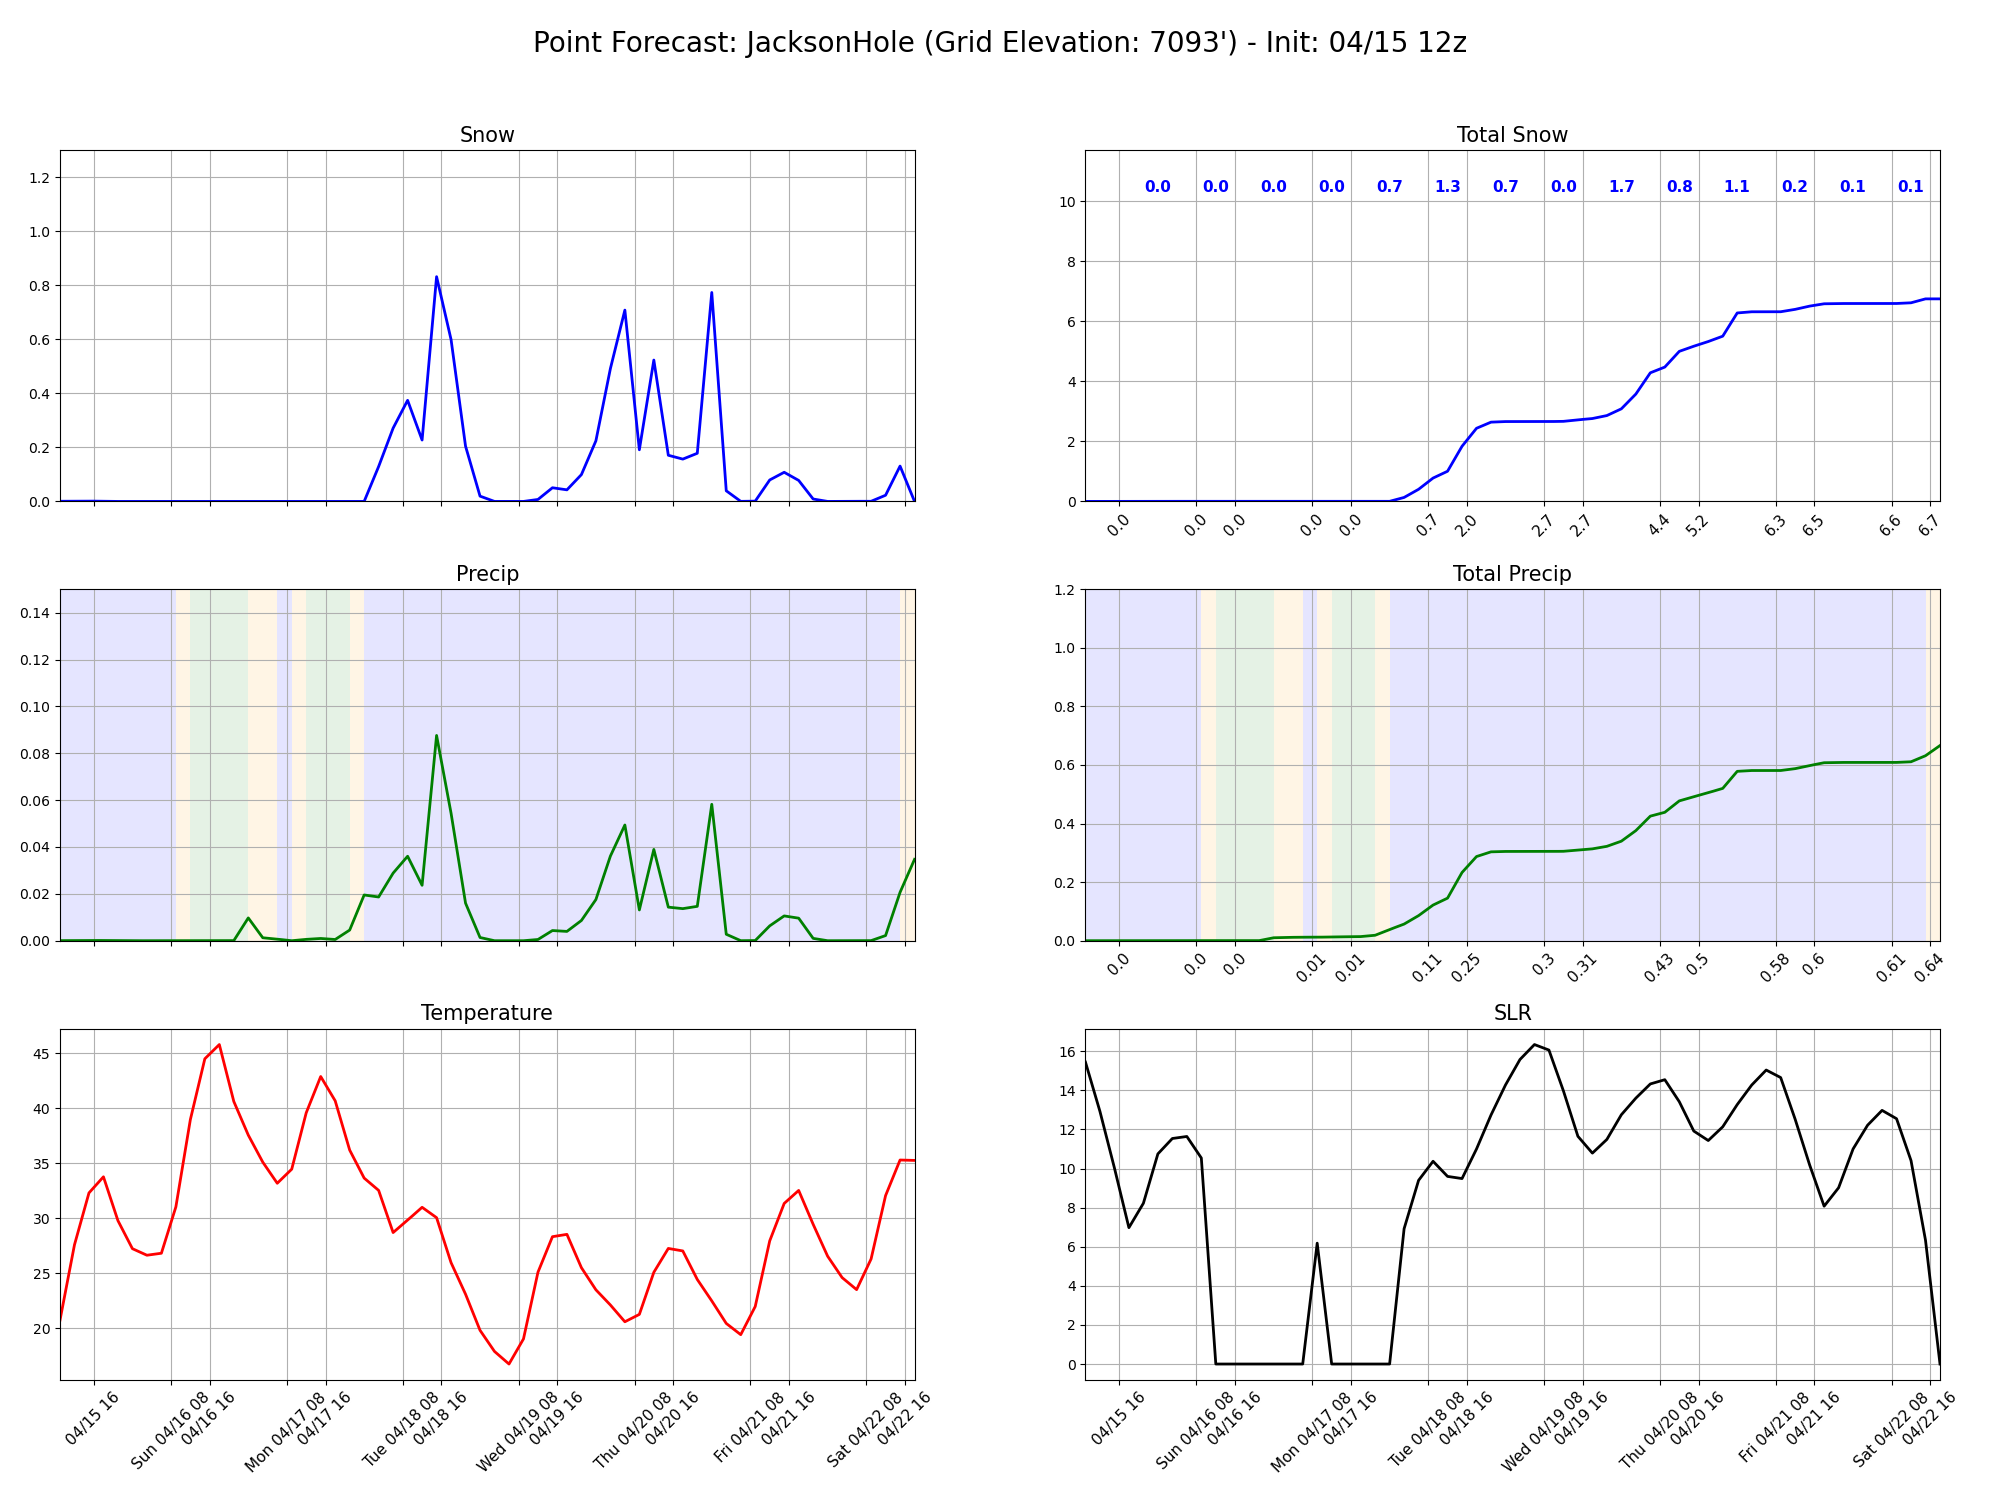 Point Forecast: JacksonHole (Grid Elevation: 7093') - Init: 04/15 12z
Snow
1.2
1.0
0.8
0.6
0.4
0.2
0.0
Total Snow
0.0 0.0 0.0 0.0 0.7 1.3 0.7 0.0 1.7 0.8 1.1 0.2 0.1 0.1
10
8
6
4
2
0
0.0 0.0 0.0 0.0 0.0 0.7 2.0 2.7 2.7 4.4 5.2 6.3 6.5 6.6 6.7
Precip
0.14
0.12
0.10
0.08
0.06
0.04
0.02
0.00
Total Precip
1.2
1.0
0.8
0.6
0.4
0.2
0.0
0.0 0.0 0.0 0.01 0.01 0.11 0.25 0.3 0.31 0.43 0.5 0.58 0.6 0.61 0.64
Temperature
45
40
35
30
25
20
04/15 16
Sun 04/16 08
04/16 16
Mon 04/17 08
04/17 16
Tue 04/18 08
04/18 16
Wed 04/19 08
04/19 16
Thu 04/20 08
04/20 16
Fri 04/21 08
04/21 16
Sat 04/22 08
04/22 16
SLR
16
14
12
10
8
6
4
2
0
04/15 16
Sun 04/16 08
04/16 16
Mon 04/17 08
04/17 16
Tue 04/18 08
04/18 16
Wed 04/19 08
04/19 16
Thu 04/20 08
04/20 16
Fri 04/21 08
04/21 16
Sat 04/22 08
04/22 16